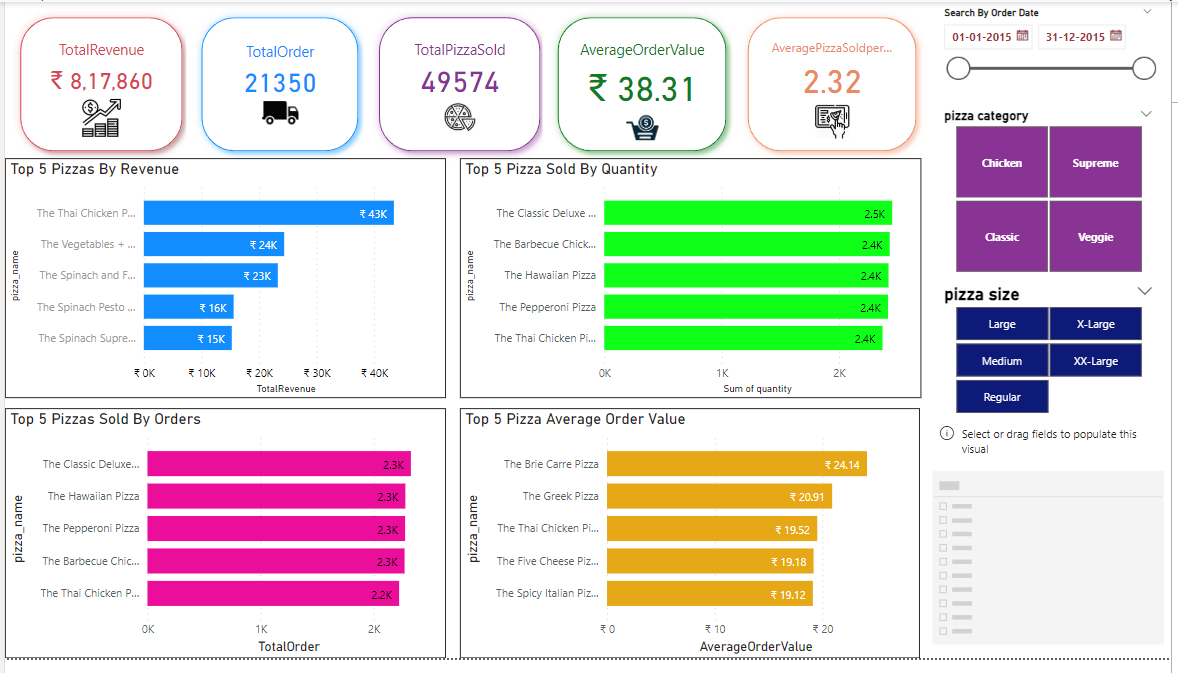 TotalRevenue
₹ 8,17,860
TotalOrder
21350
TotalPizzaSold
49574
AverageOrderValue
₹ 38.31
AveragePizzaSoldper...
2.32
Search By Order Date
01-01-2015
31-12-2015
pizza category
Chicken
Supreme
Classic
Veggie
pizza size
Large
X-Large
Medium
XX-Large
Regular
Select or drag fields to populate this
visual
Top 5 Pizzas By Revenue
pizza_name
The Thai Chicken P...
₹ 43K
The Vegetables + ...
₹ 24K
The Spinach and F...
₹ 23K
The Spinach Pesto ...
₹ 16K
The Spinach Supre...
₹ 15K
₹ 0K
₹ 10K
₹ 20K
₹ 30K
₹ 40K
TotalRevenue
Top 5 Pizza Sold By Quantity
pizza_name
The Classic Deluxe ...
2.5K
The Barbecue Chick...
2.4K
The Hawaiian Pizza
2.4K
The Pepperoni Pizza
2.4K
The Thai Chicken Pi...
2.4K
0K
1K
2K
Sum of quantity
Top 5 Pizzas Sold By Orders
pizza_name
The Classic Deluxe...
2.3K
The Hawaiian Pizza
2.3K
The Pepperoni Pizza
2.3K
The Barbecue Chic...
2.3K
The Thai Chicken P...
2.2K
0K
1K
2K
TotalOrder
Top 5 Pizza Average Order Value
pizza_name
The Brie Carre Pizza
₹ 24.14
The Greek Pizza
₹ 20.91
The Thai Chicken Pi...
₹ 19.52
The Five Cheese Piz...
₹ 19.18
The Spicy Italian Piz...
₹ 19.12
₹ 0
₹ 10
₹ 20
AverageOrderValue